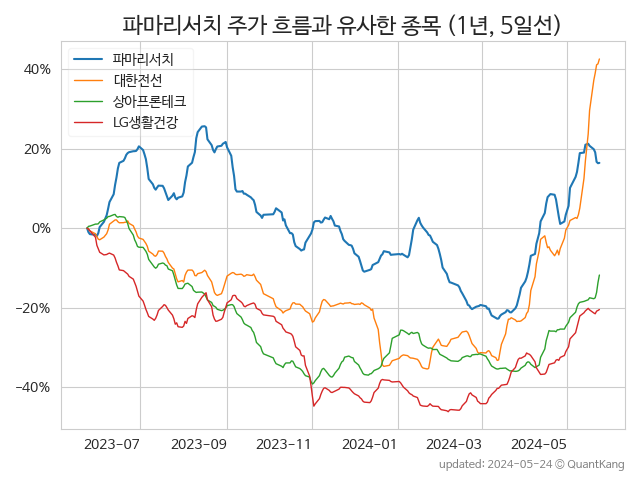 파마리서치 주가 흐름과 유사한 종목 (1년, 5일선)
파마리서치
대한전선
상아프론테크
LG생활건강
40%
20%
0%
−20%
−40%
2023-07 2023-09 2023-11 2024-01 2024-03 2024-05
updated: 2024-05-24 © QuantKang